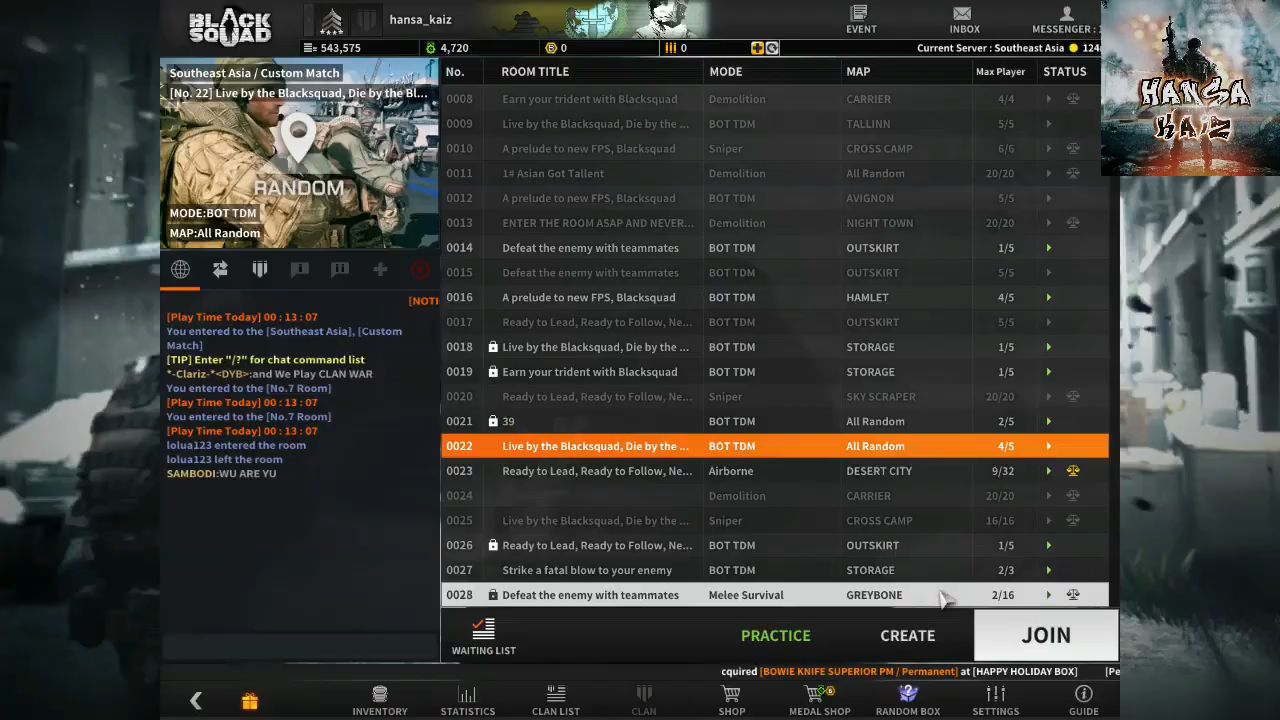 BLACK SQUAD
hansa_kaiz
EVENT
INBOX
MESSENGER :
543,575
4,720
0
0
Current Server : Southeast Asia
HANSA
KAIZ
Southeast Asia / Custom Match
[No. 22] Live by the Blacksquad, Die by the Bl...
RANDOM
MODE:BOT TDM
MAP:All Random
[NOTI
[Play Time Today] 00 : 13 : 07
You entered to the [Southeast Asia], [Custom
Match]
[TIP] Enter "/?" for chat command list
*-Clariz-*<DYB>:and We Play CLAN WAR
You entered to the [No.7 Room]
[Play Time Today] 00 : 13 : 07
You entered to the [No.7 Room]
[Play Time Today] 00 : 13 : 07
lolua123 entered the room
lolua123 left the room
SAMBODI:WU ARE YU
No. ROOM TITLE MODE MAP Max Player STATUS
0008 Earn your trident with Blacksquad Demolition CARRIER 4/4
0009 Live by the Blacksquad, Die by the ... BOT TDM TALLINN 5/5
0010 A prelude to new FPS, Blacksquad Sniper CROSS CAMP 6/6
0011 1# Asian Got Tallent Demolition All Random 20/20
0012 A prelude to new FPS, Blacksquad BOT TDM AVIGNON 5/5
0013 ENTER THE ROOM ASAP AND NEVER... Demolition NIGHT TOWN 20/20
0014 Defeat the enemy with teammates BOT TDM OUTSKIRT 1/5
0015 Defeat the enemy with teammates BOT TDM OUTSKIRT 5/5
0016 A prelude to new FPS, Blacksquad BOT TDM HAMLET 4/5
0017 Ready to Lead, Ready to Follow, Ne... BOT TDM OUTSKIRT 5/5
0018 Live by the Blacksquad, Die by the ... BOT TDM STORAGE 1/5
0019 Earn your trident with Blacksquad BOT TDM STORAGE 1/5
0020 Ready to Lead, Ready to Follow, Ne... Sniper SKY SCRAPER 20/20
0021 39 BOT TDM All Random 2/5
0022 Live by the Blacksquad, Die by the ... BOT TDM All Random 4/5
0023 Ready to Lead, Ready to Follow, Ne... Airborne DESERT CITY 9/32
0024 Demolition CARRIER 20/20
0025 Live by the Blacksquad, Die by the ... Sniper CROSS CAMP 16/16
0026 Ready to Lead, Ready to Follow, Ne... BOT TDM OUTSKIRT 1/5
0027 Strike a fatal blow to your enemy BOT TDM STORAGE 2/3
0028 Defeat the enemy with teammates Melee Survival GREYBONE 2/16
WAITING LIST
PRACTICE
CREATE
JOIN
cquired [BOWIE KNIFE SUPERIOR PM / Permanent] at [HAPPY HOLIDAY BOX] [Pe
INVENTORY
STATISTICS
CLAN LIST
CLAN
SHOP
MEDAL SHOP
RANDOM BOX
SETTINGS
GUIDE